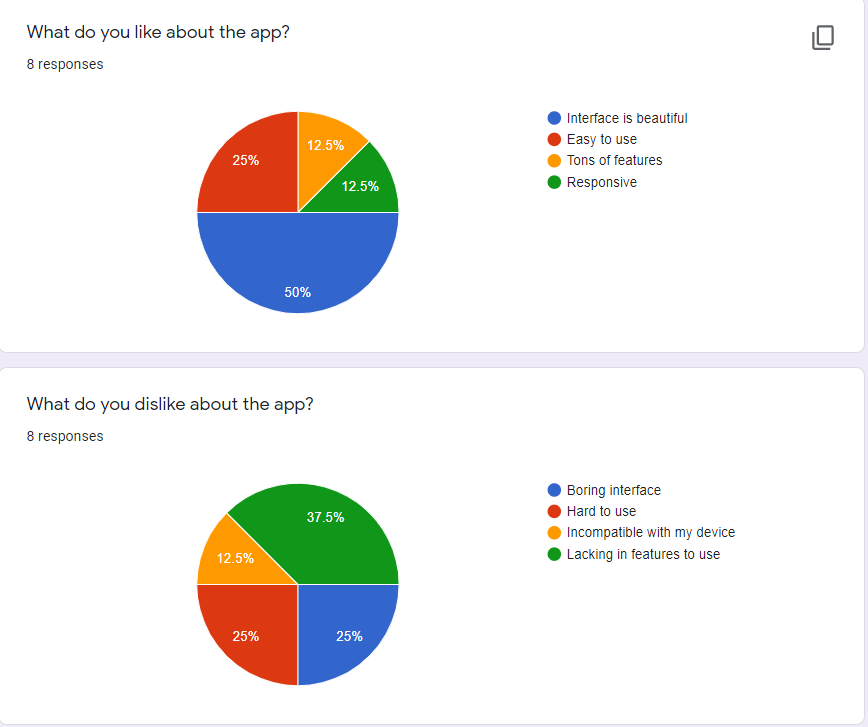 What do you like about the app?
8 responses
Interface is beautiful
Easy to use
Tons of features
Responsive
12.5%
25%
12.5%
50%
What do you dislike about the app?
8 responses
Boring interface
Hard to use
Incompatible with my device
Lacking in features to use
37.5%
12.5%
25%
25%